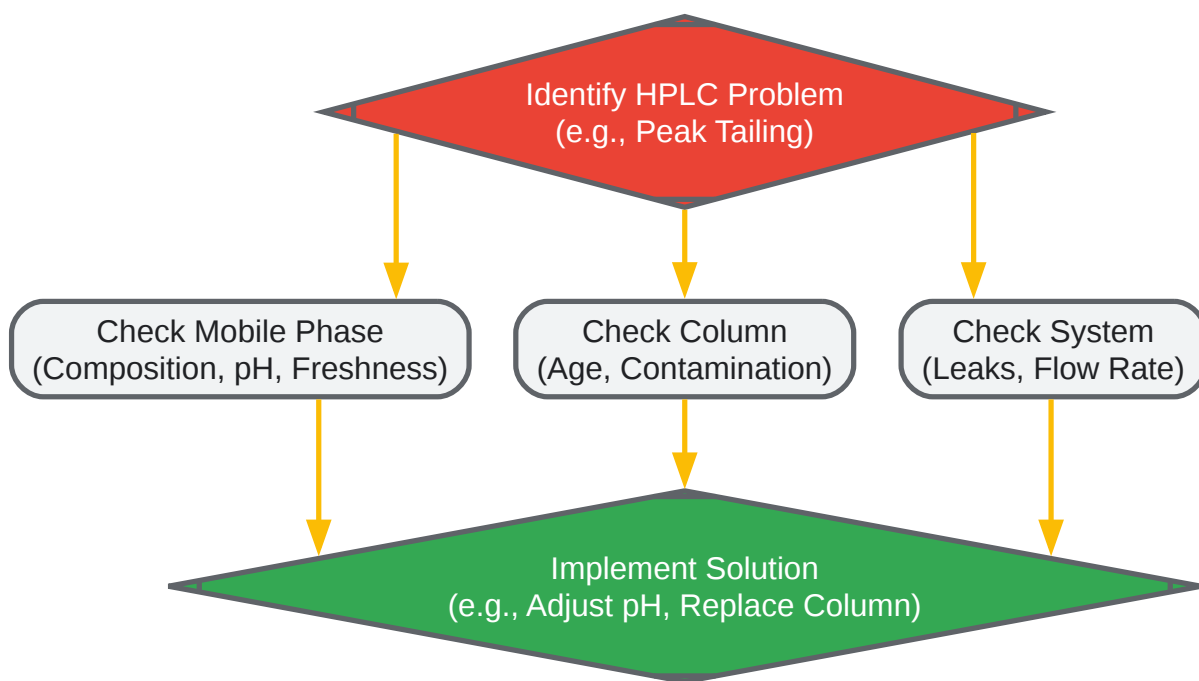 Identify HPLC Problem
(e.g., Peak Tailing)
Check Mobile Phase
(Composition, pH, Freshness)
Check Column
(Age, Contamination)
Check System
(Leaks, Flow Rate)
Implement Solution
(e.g., Adjust pH, Replace Column)